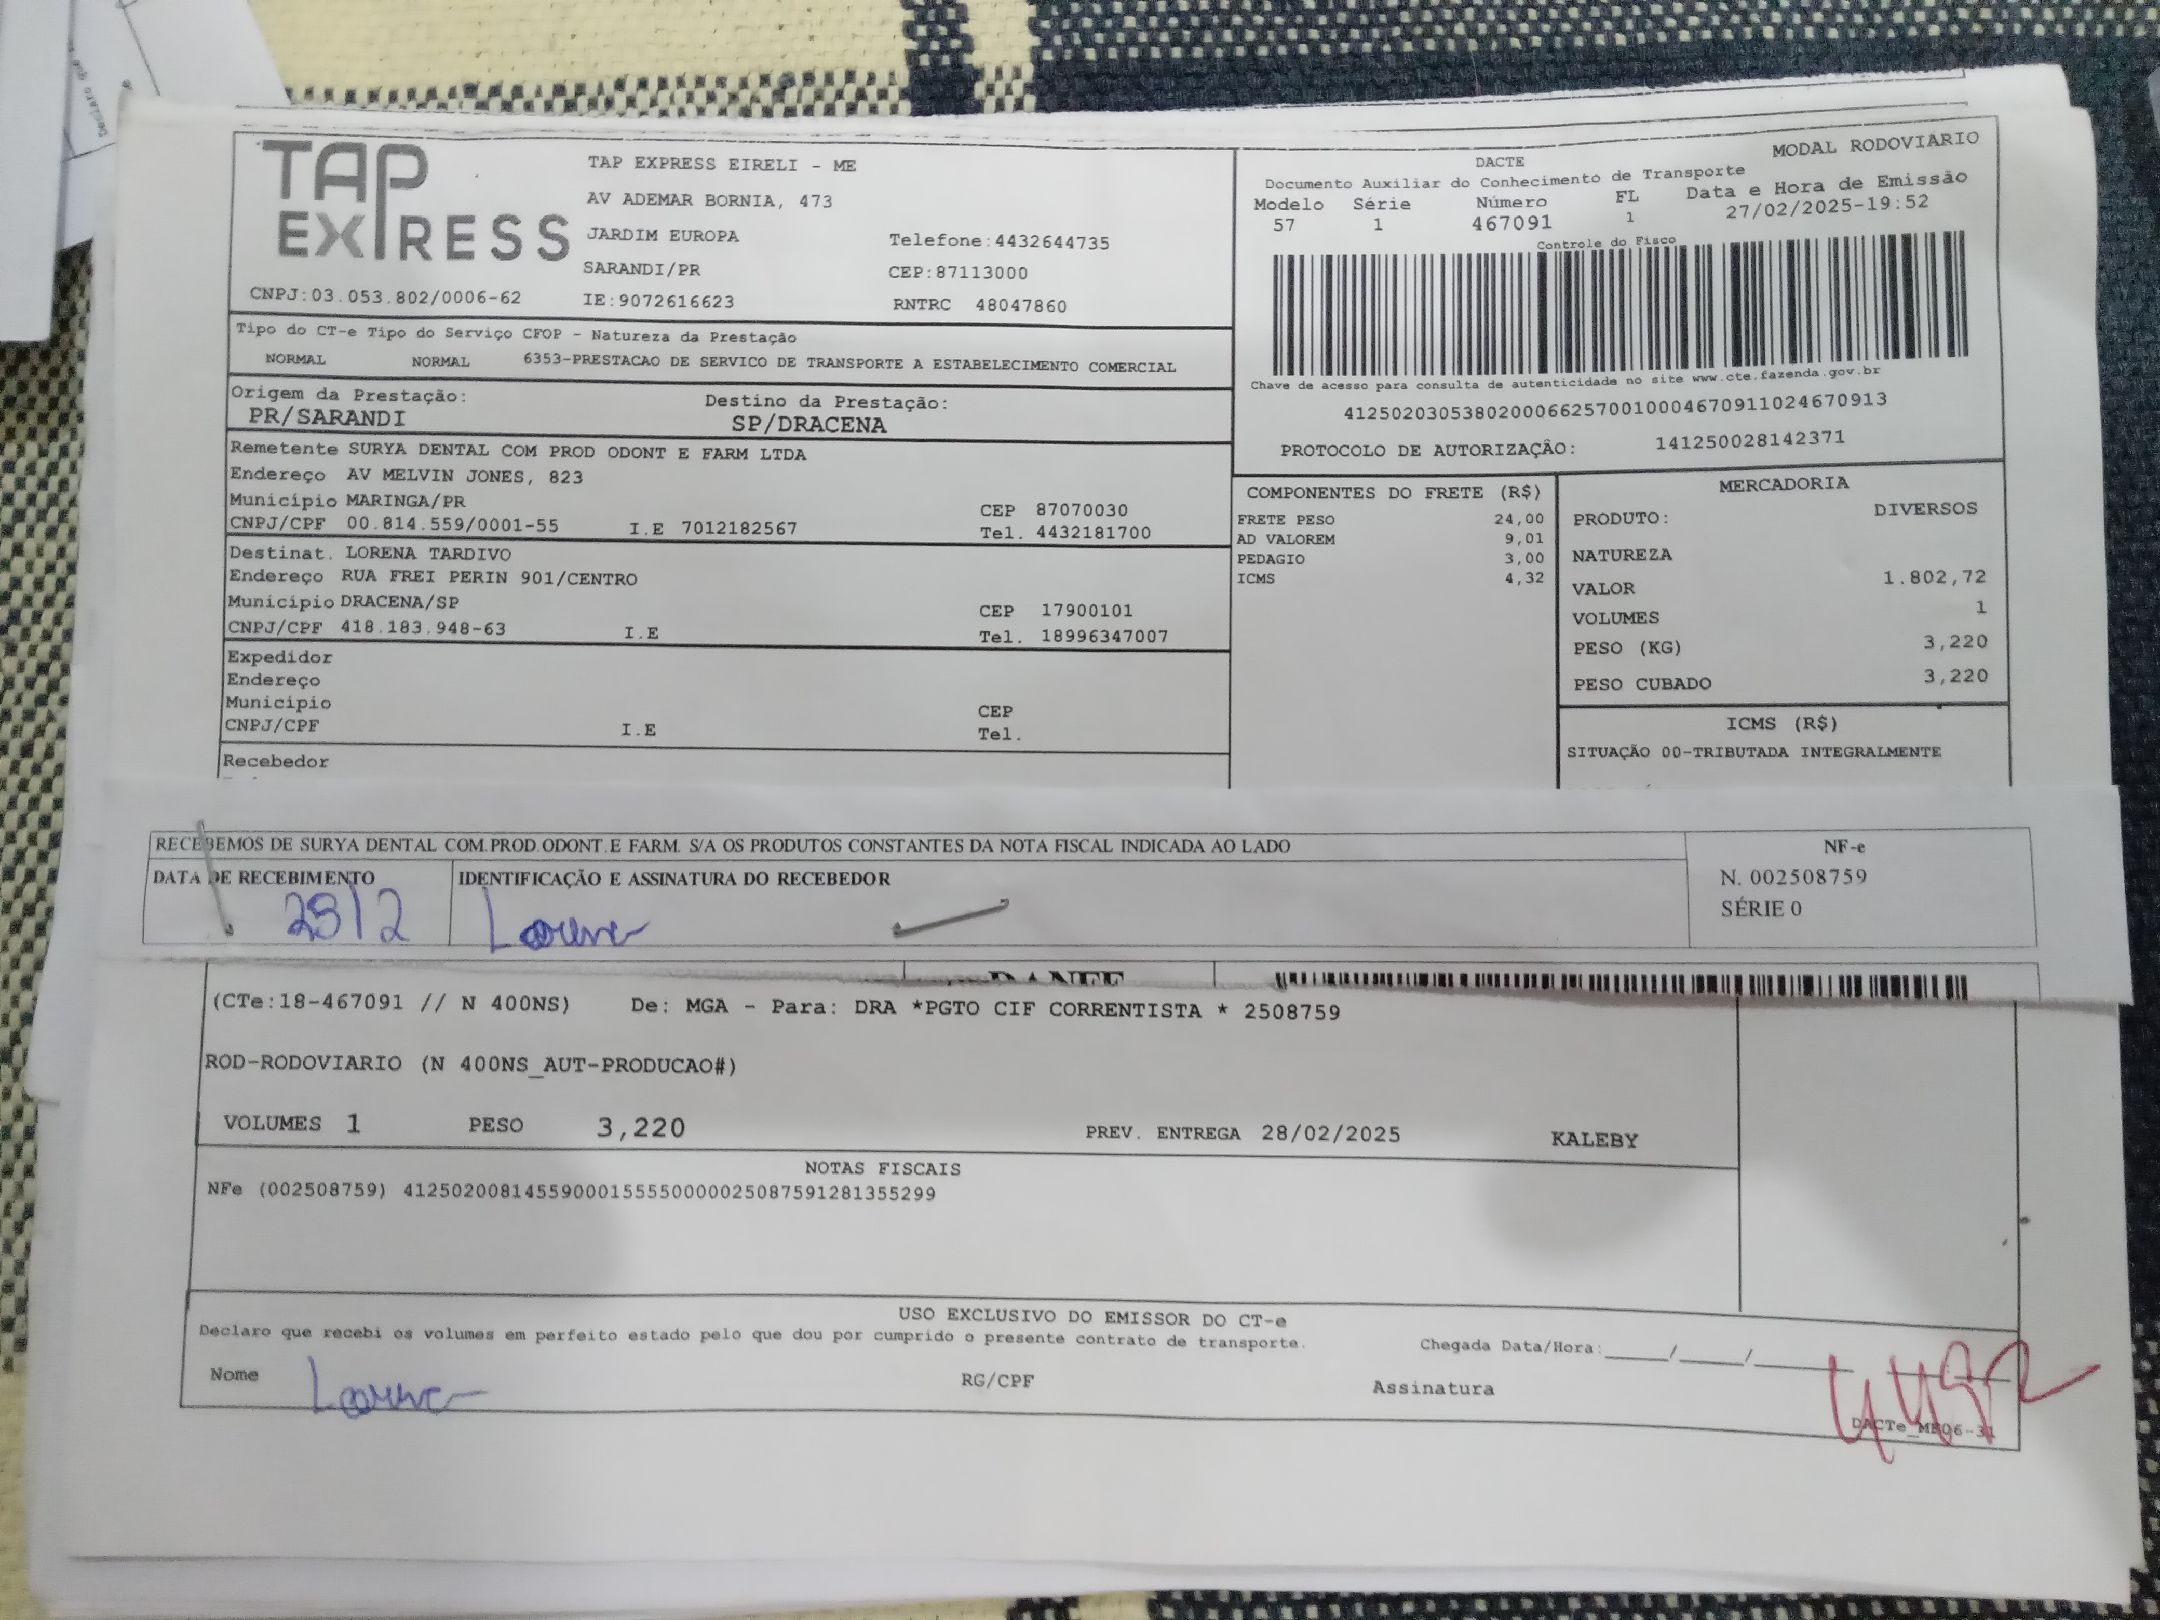 TAP EXPRESS
TAP EXPRESS EIRELI - ME
AV ADEMAR BORNIA, 473
JARDIM EUROPA Telefone:4432644735
SARANDI/PR CEP:87113000
CNPJ:03.053.802/0006-62 IE:9072616623 RNTRC 48047860
MODAL RODOVIARIO
DACTE
Documento Auxiliar do Conhecimento de Transporte
Modelo Série Número FL Data e Hora de Emissão
57 1 467091 1 27/02/2025-19:52
Controle do Fisco
Chave de acesso para consulta de autenticidade no site www.cte.fazenda.gov.br
41250203053802000662570010004670911024670913
PROTOCOLO DE AUTORIZAÇÂO: 141250028142371
Tipo do CT-e Tipo do Serviço CFOP - Natureza da Prestação
NORMAL NORMAL 6353-PRESTACAO DE SERVICO DE TRANSPORTE A ESTABELECIMENTO COMERCIAL
Origem da Prestação: Destino da Prestação:
PR/SARANDI SP/DRACENA
Remetente SURYA DENTAL COM PROD ODONT E FARM LTDA
Endereço AV MELVIN JONES, 823
Município MARINGA/PR CEP 87070030
CNPJ/CPF 00.814.559/0001-55 I.E 7012182567 Tel. 4432181700
Destinat. LORENA TARDIVO
Endereço RUA FREI PERIN 901/CENTRO
Município DRACENA/SP CEP 17900101
CNPJ/CPF 418.183.948-63 I.E Tel. 18996347007
Expedidor
Endereço
Município CEP
CNPJ/CPF I.E Tel.
Recebedor
COMPONENTES DO FRETE (R$)
FRETE PESO 24,00
AD VALOREM 9,01
PEDAGIO 3,00
ICMS 4,32
MERCADORIA
PRODUTO: DIVERSOS
NATUREZA
VALOR 1.802,72
VOLUMES 1
PESO (KG) 3,220
PESO CUBADO 3,220
ICMS (R$)
SITUAÇÃO 00-TRIBUTADA INTEGRALMENTE
RECEBEMOS DE SURYA DENTAL COM.PROD.ODONT.E FARM. S/A OS PRODUTOS CONSTANTES DA NOTA FISCAL INDICADA AO LADO
DATA DE RECEBIMENTO IDENTIFICAÇÃO E ASSINATURA DO RECEBEDOR
28/2 Lorena
NF-e
N. 002508759
SÉRIE 0
DANFE
(CTe:18-467091 // N 400NS) De: MGA - Para: DRA *PGTO CIF CORRENTISTA * 2508759
ROD-RODOVIARIO (N 400NS_AUT-PRODUCAO#)
VOLUMES 1 PESO 3,220 PREV. ENTREGA 28/02/2025 KALEBY
NOTAS FISCAIS
NFe (002508759) 41250200814559000155550000025087591281355299
USO EXCLUSIVO DO EMISSOR DO CT-e
Declaro que recebi os volumes em perfeito estado pelo que dou por cumprido o presente contrato de transporte. Chegada Data/Hora:____/____/____
Nome Lorena RG/CPF Assinatura
DACTe_MB06-31